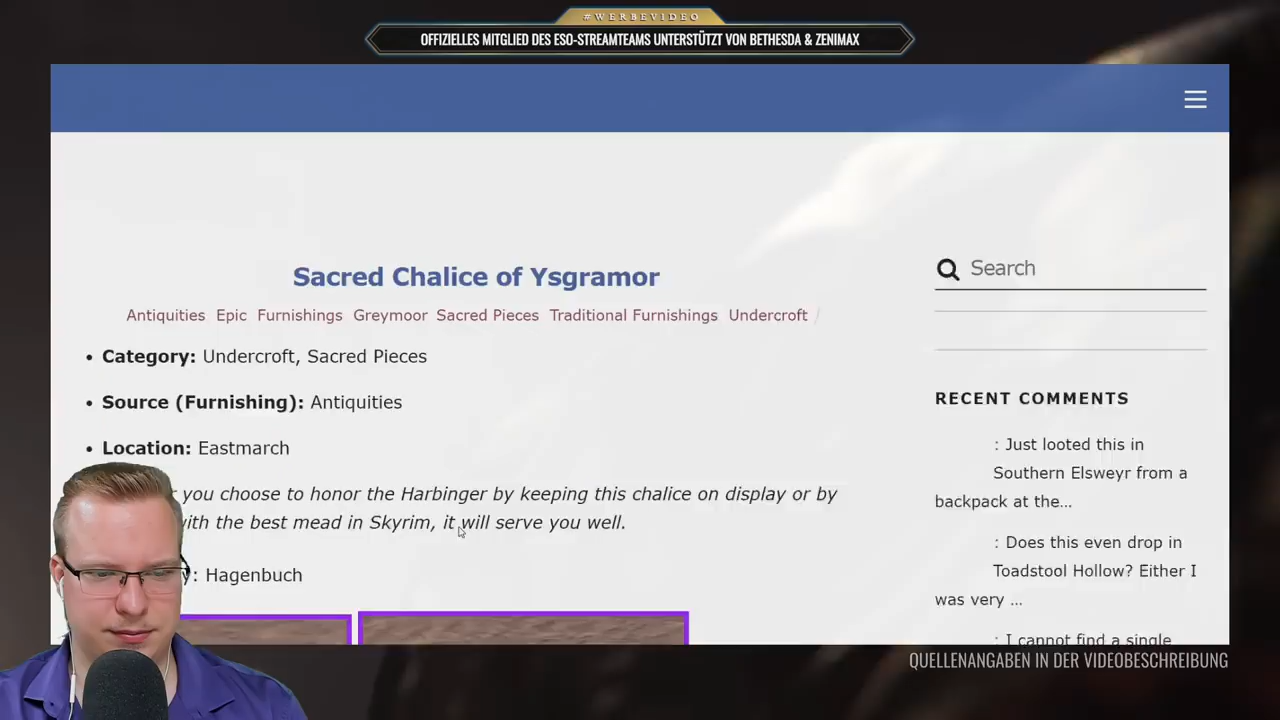 #WERBEVIDEO
OFFIZIELLES MITGLIED DES ESO-STREAMTEAMS UNTERSTÜTZT VON BETHESDA & ZENIMAX
Sacred Chalice of Ysgramor
Antiquities Epic Furnishings Greymoor Sacred Pieces Traditional Furnishings Undercroft /
• Category: Undercroft, Sacred Pieces
• Source (Furnishing): Antiquities
• Location: Eastmarch
you choose to honor the Harbinger by keeping this chalice on display or by
with the best mead in Skyrim, it will serve you well.
: Hagenbuch
Search
RECENT COMMENTS
: Just looted this in
Southern Elsweyr from a
backpack at the...
: Does this even drop in
Toadstool Hollow? Either I
was very ...
: I cannot find a single
QUELLENANGABEN IN DER VIDEOBESCHREIBUNG